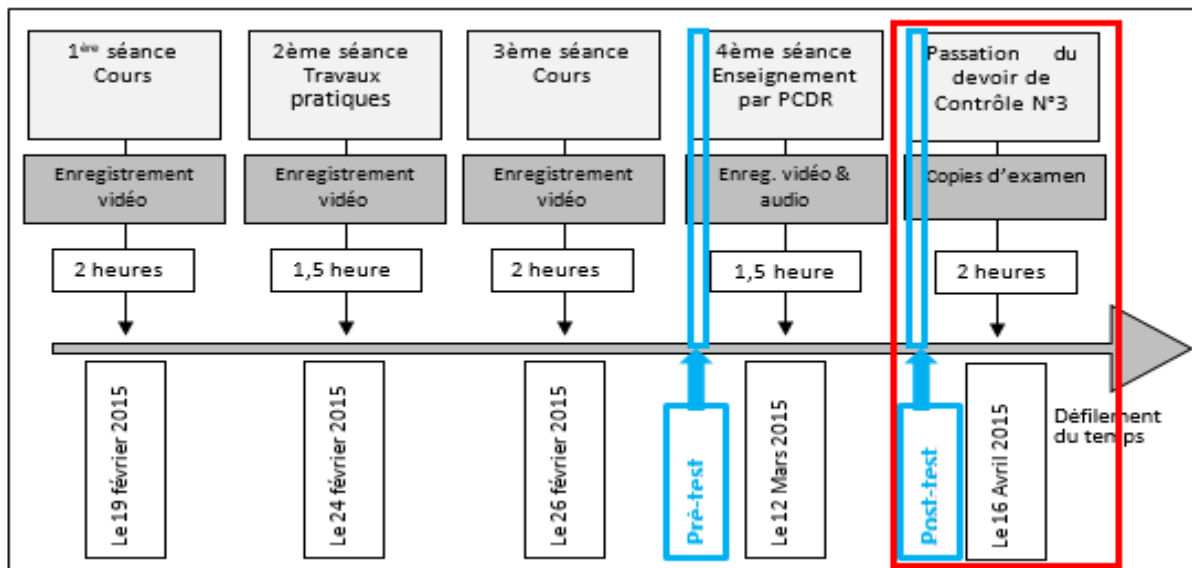 1ère séance
Cours
2ème séance
Travaux
pratiques
3ème séance
Cours
4ème séance
Enseignement
par PCDR
Passation du
devoir de
Contrôle N°3
Enregistrement
vidéo
Enregistrement
vidéo
Enregistrement
vidéo
Enreg. vidéo &
audio
Copies d'examen
2 heures
1,5 heure
2 heures
1,5 heure
2 heures
Le 19 février 2015
Le 24 février 2015
Le 26 février 2015
Pré-test
Le 12 Mars 2015
Post-test
Le 16 Avril 2015
Défilement
du temps